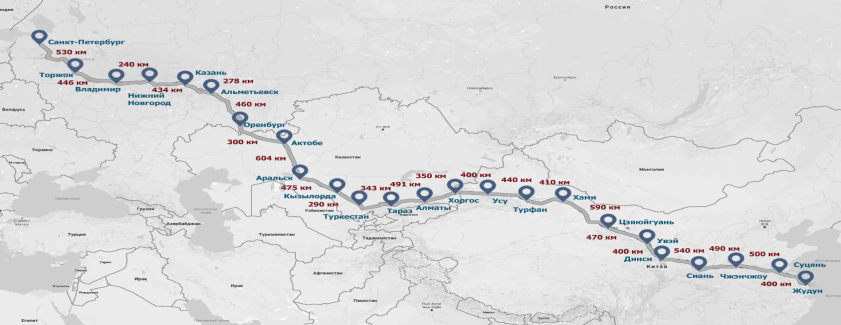 Россия
Санкт-Петербург
530 км
Торжок
446 км
240 км
Владимир
Нижний
Новгород
434 км
Казань
278 км
Альметьевск
460 км
Оренбург
300 км
Актобе
604 км
Казахстан
Аральск
475 км
Кызылорда
290 км
Туркестан
343 км
Тараз
491 км
Алматы
350 км
Хоргос
400 км
Усу
440 км
Турфан
410 км
Хами
590 км
Цзяюйгуань
470 км
Увэй
400 км
Динси
540 км
Сиань
490 км
Чжэнчжоу
500 км
Суцянь
400 км
Жудун
Беларусь
Украина
Грузия
Азербайджан
Турция
Сирия
Ирак
Иран
Египет
Узбекистан
Туркменистан
Таджикистан
Афганистан
Пакистан
Монголия
Китай